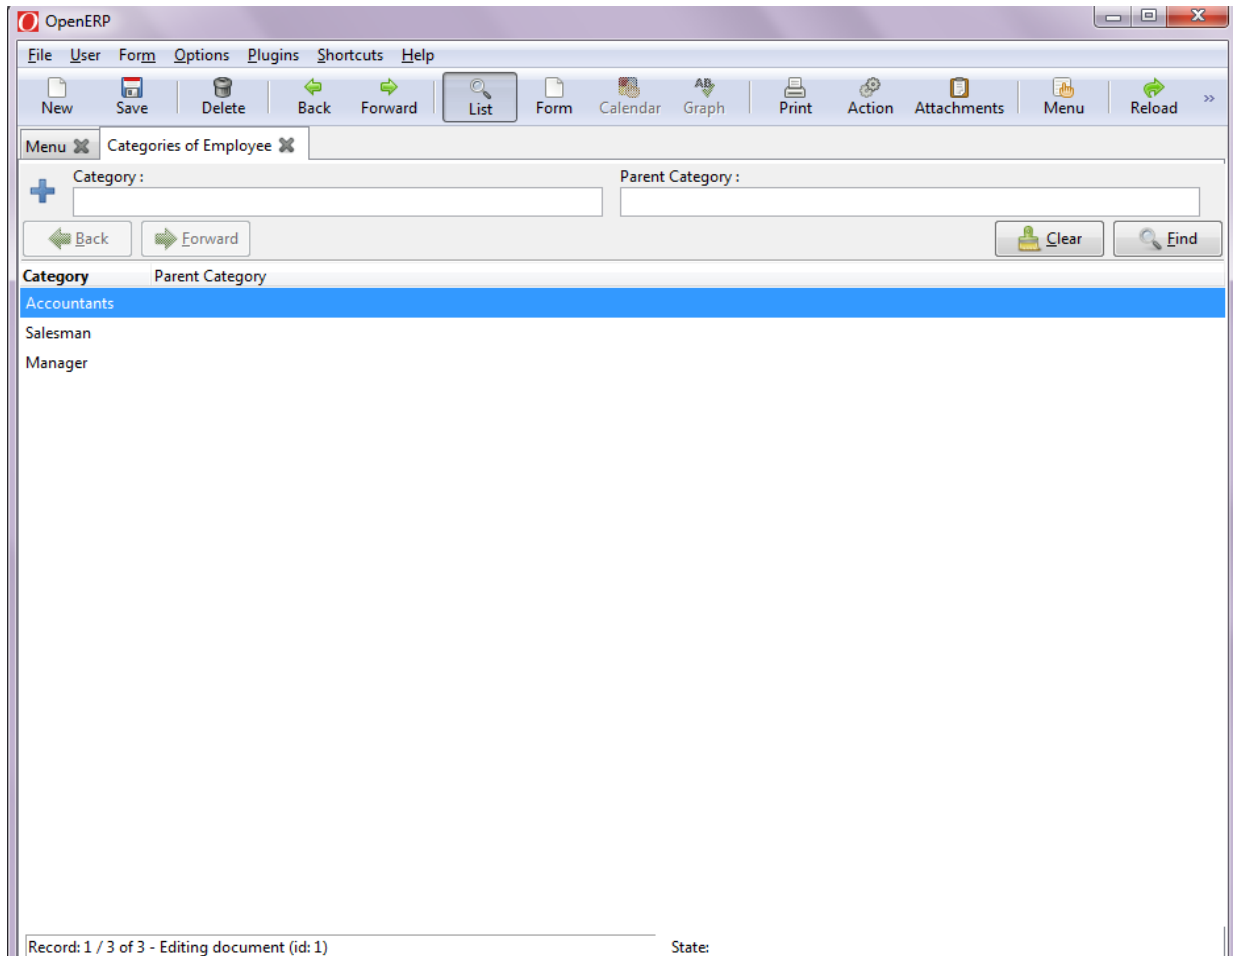 OpenERP
File User Form Options Plugins Shortcuts Help
New Save Delete Back Forward List Form Calendar Graph Print Action Attachments Menu Reload »
Menu Categories of Employee
Category : Parent Category :
Back Forward Clear Find
Category Parent Category
Accountants
Salesman
Manager
Record: 1 / 3 of 3 - Editing document (id: 1) State: